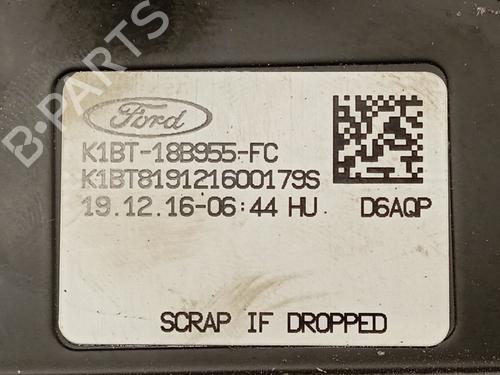 B-PARTS
Ford
K1BT-18B955-FC
K1BT819121600179S
19.12.16-06:44 HU D6AQP
SCRAP IF DROPPED